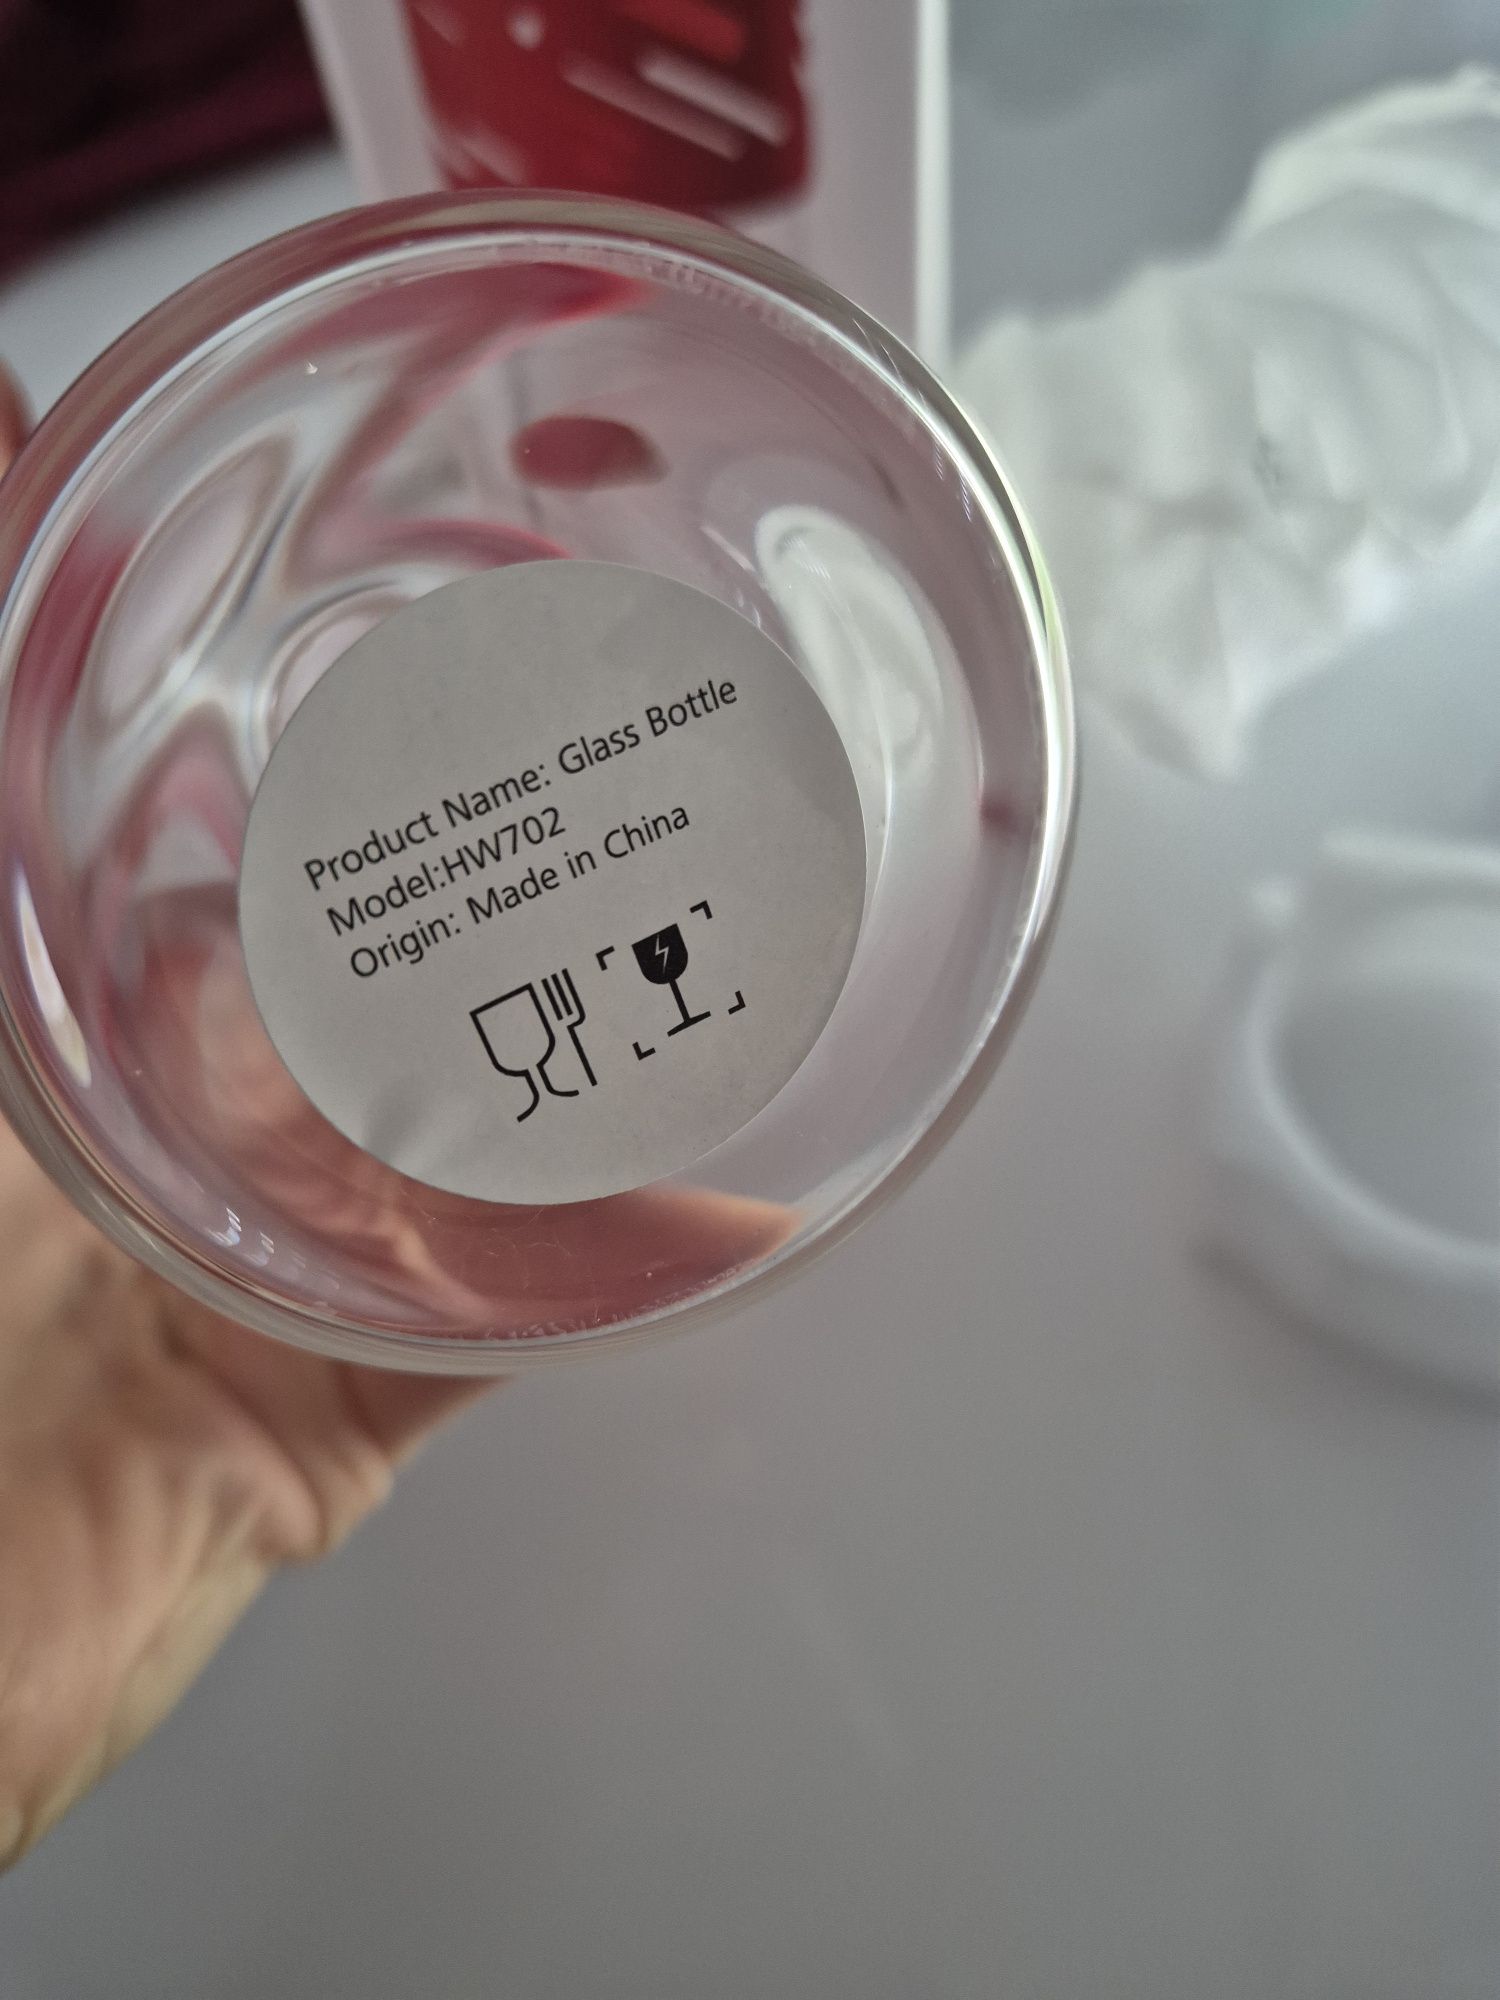 Product Name: Glass Bottle
Model:HW702
Origin: Made in China